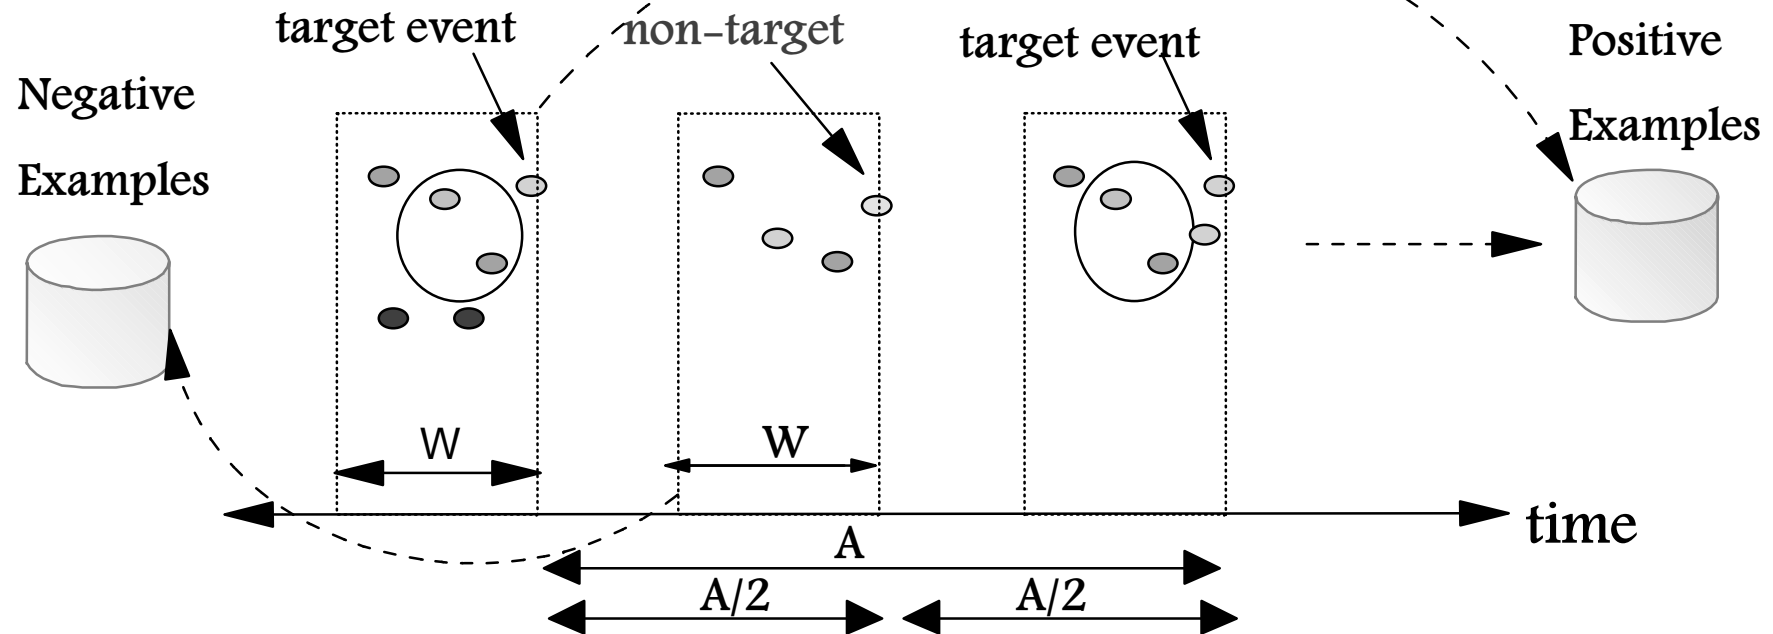 target event
non-target
target event
Positive
Examples
Negative
Examples
W
W
time
A
A/2
A/2